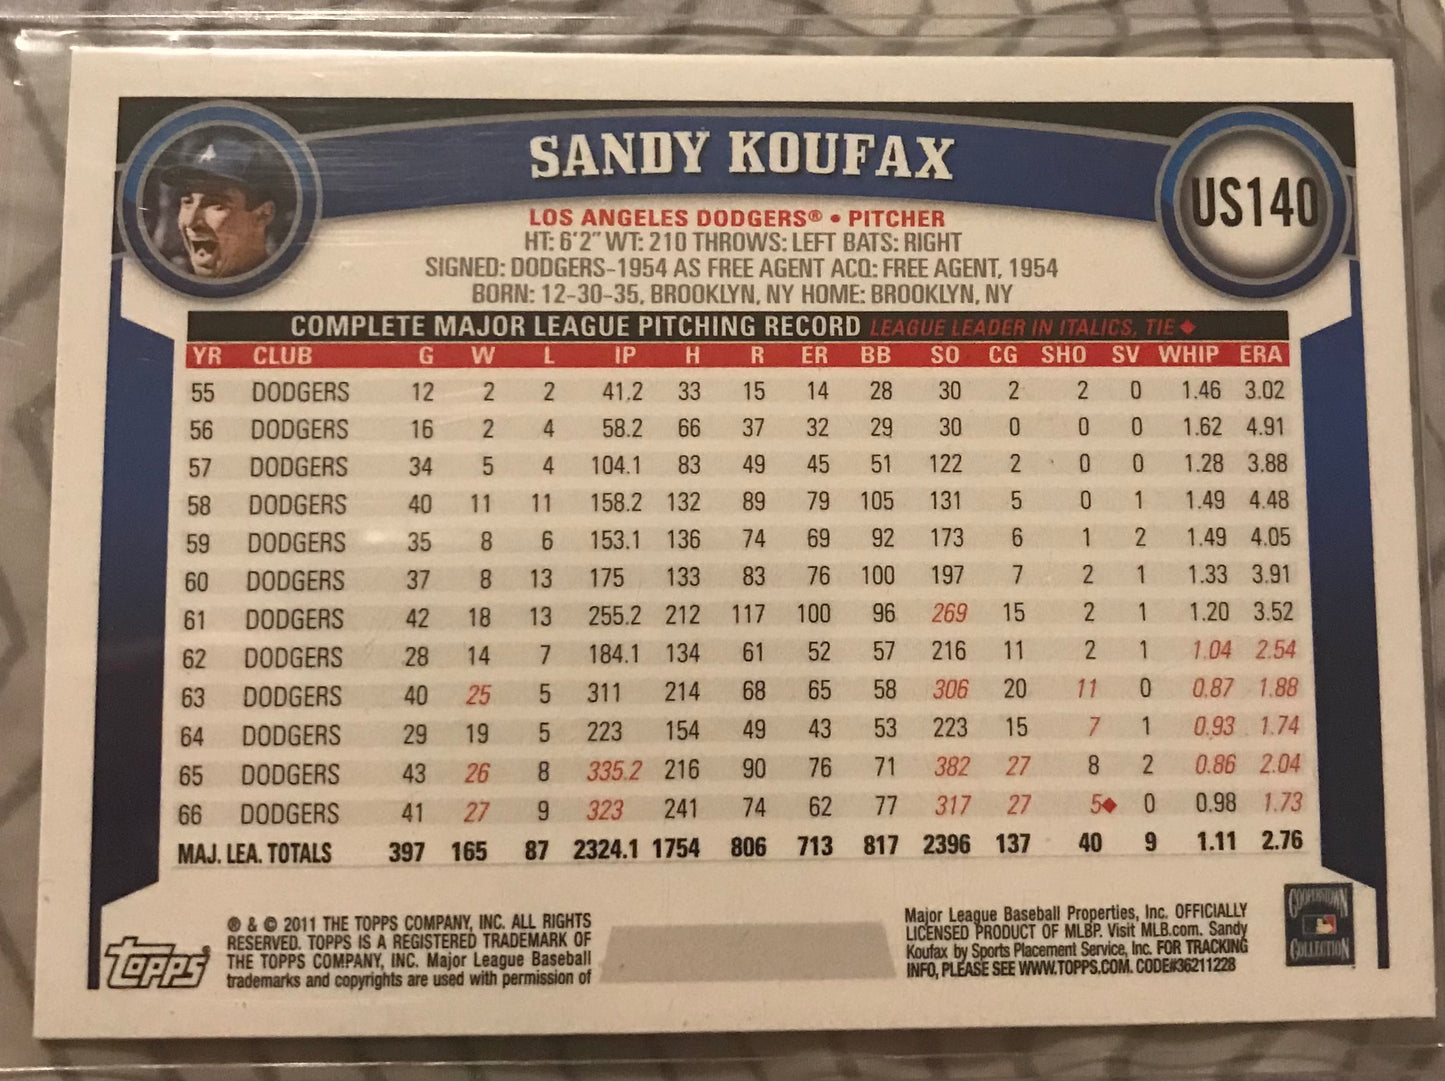 SANDY KOUFAX
US140
LOS ANGELES DODGERS® • PITCHER
HT: 6'2" WT: 210 THROWS: LEFT BATS: RIGHT
SIGNED: DODGERS-1954 AS FREE AGENT ACQ: FREE AGENT, 1954
BORN: 12-30-35, BROOKLYN, NY HOME: BROOKLYN, NY
COMPLETE MAJOR LEAGUE PITCHING RECORD LEAGUE LEADER IN ITALICS, TIE ◆
YR CLUB G W L IP H R ER BB SO CG SHO SV WHIP ERA
55 DODGERS 12 2 2 41.2 33 15 14 28 30 2 2 0 1.46 3.02
56 DODGERS 16 2 4 58.2 66 37 32 29 30 0 0 0 1.62 4.91
57 DODGERS 34 5 4 104.1 83 49 45 51 122 2 0 0 1.28 3.88
58 DODGERS 40 11 11 158.2 132 89 79 105 131 5 0 1 1.49 4.48
59 DODGERS 35 8 6 153.1 136 74 69 92 173 6 1 2 1.49 4.05
60 DODGERS 37 8 13 175 133 83 76 100 197 7 2 1 1.33 3.91
61 DODGERS 42 18 13 255.2 212 117 100 96 269 15 2 1 1.20 3.52
62 DODGERS 28 14 7 184.1 134 61 52 57 216 11 2 1 1.04 2.54
63 DODGERS 40 25 5 311 214 68 65 58 306 20 11 0 0.87 1.88
64 DODGERS 29 19 5 223 154 49 43 53 223 15 7 1 0.93 1.74
65 DODGERS 43 26 8 335.2 216 90 76 71 382 27 8 2 0.86 2.04
66 DODGERS 41 27 9 323 241 74 62 77 317 27 5◆ 0 0.98 1.73
MAJ. LEA. TOTALS 397 165 87 2324.1 1754 806 713 817 2396 137 40 9 1.11 2.76
Topps®
® & © 2011 THE TOPPS COMPANY, INC. ALL RIGHTS
RESERVED. TOPPS IS A REGISTERED TRADEMARK OF
THE TOPPS COMPANY, INC. Major League Baseball
trademarks and copyrights are used with permission of
Major League Baseball Properties, Inc. OFFICIALLY
LICENSED PRODUCT OF MLBP. Visit MLB.com. Sandy
Koufax by Sports Placement Service, Inc. FOR TRACKING
INFO, PLEASE SEE WWW.TOPPS.COM. CODE#36211228
COOPERSTOWN
COLLECTION